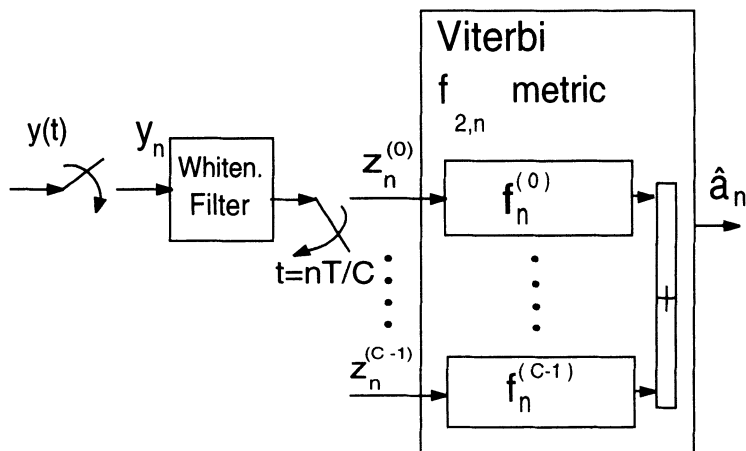 Viterbi
f 2,n metric
y(t)
y n
Whiten.
Filter
z n (0)
f n (0)
â n
t=nT/C
+
z n (C-1)
f n (C-1)